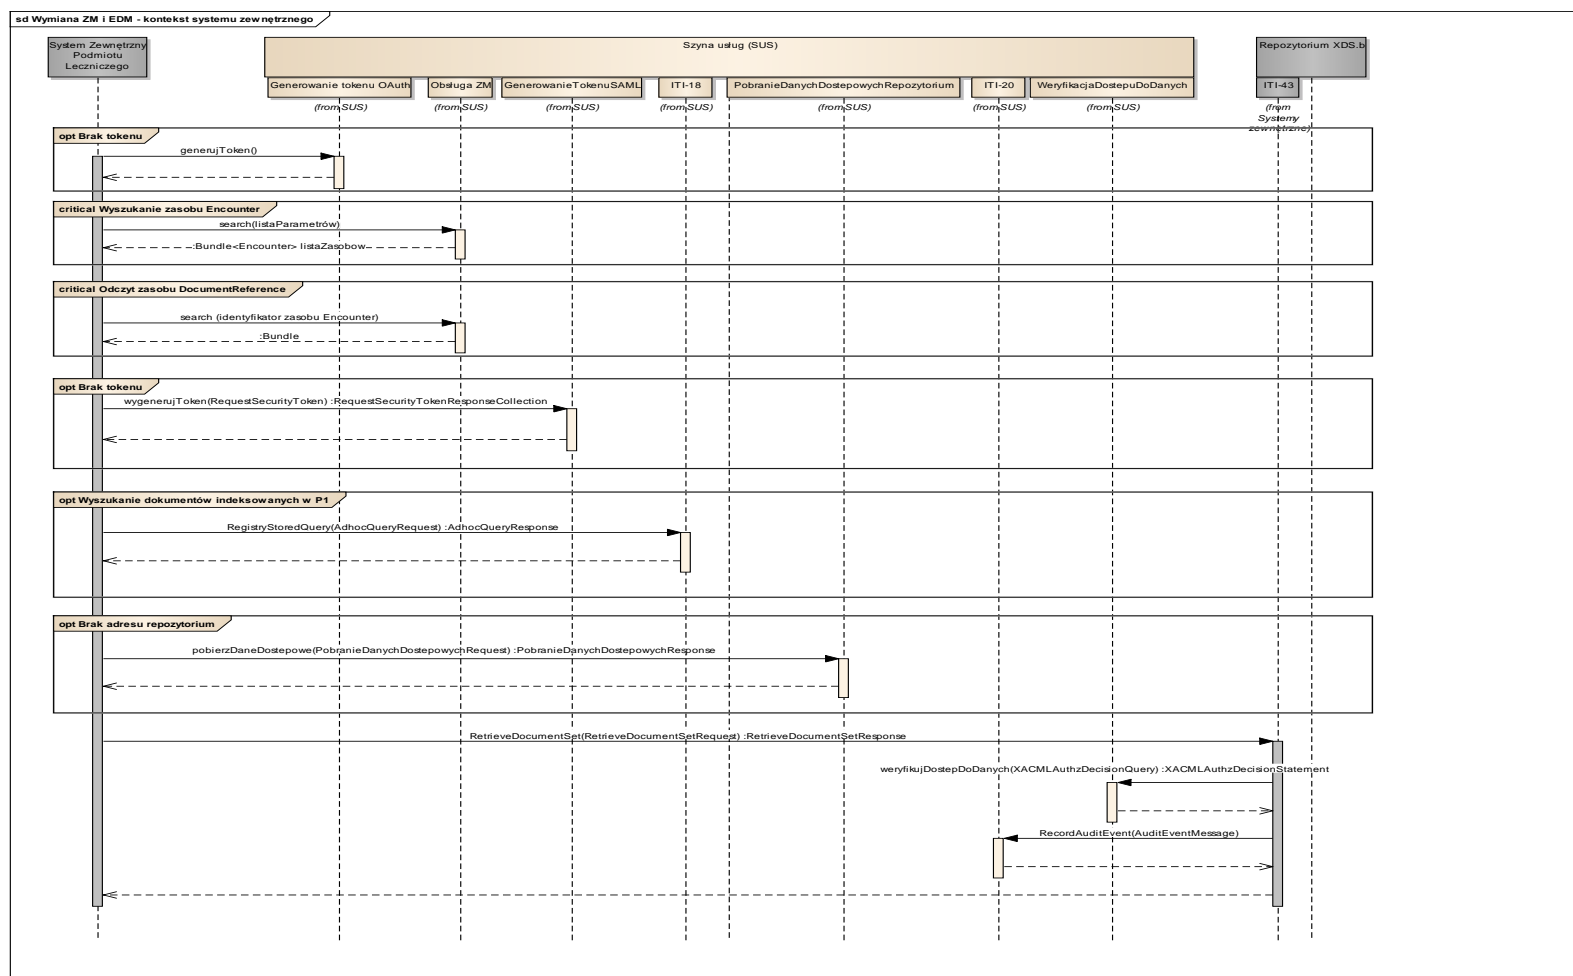 sd Wymiana ZM i EDM - kontekst systemu zewnętrznego
System Zewnętrzny
Podmiotu
Leczniczego
Szyna usług (SUS)
Repozytorium XDS.b
Generowanie tokenu OAuth
Obsługa ZM
GenerowanieTokenuSAML
ITI-18
PobranieDanychDostepowychRepozytorium
ITI-20
WeryfikacjaDostepuDoDanych
ITI-43
(from SUS)
(from SUS)
(from SUS)
(from SUS)
(from SUS)
(from SUS)
(from SUS)
(from
Systemy
zewnętrzne)
opt Brak tokenu
generujToken()
critical Wyszukanie zasobu Encounter
search(listaParametrów)
:Bundle<Encounter> listaZasobow
critical Odczyt zasobu DocumentReference
search (identyfikator zasobu Encounter)
:Bundle
opt Brak tokenu
wygenerujToken(RequestSecurityToken) :RequestSecurityTokenResponseCollection
opt Wyszukanie dokumentów indeksowanych w P1
RegistryStoredQuery(AdhocQueryRequest) :AdhocQueryResponse
opt Brak adresu repozytorium
pobierzDaneDostepowe(PobranieDanychDostepowychRequest) :PobranieDanychDostepowychResponse
RetrieveDocumentSet(RetrieveDocumentSetRequest) :RetrieveDocumentSetResponse
weryfikujDostepDoDanych(XACMLAuthzDecisionQuery) :XACMLAuthzDecisionStatement
RecordAuditEvent(AuditEventMessage)